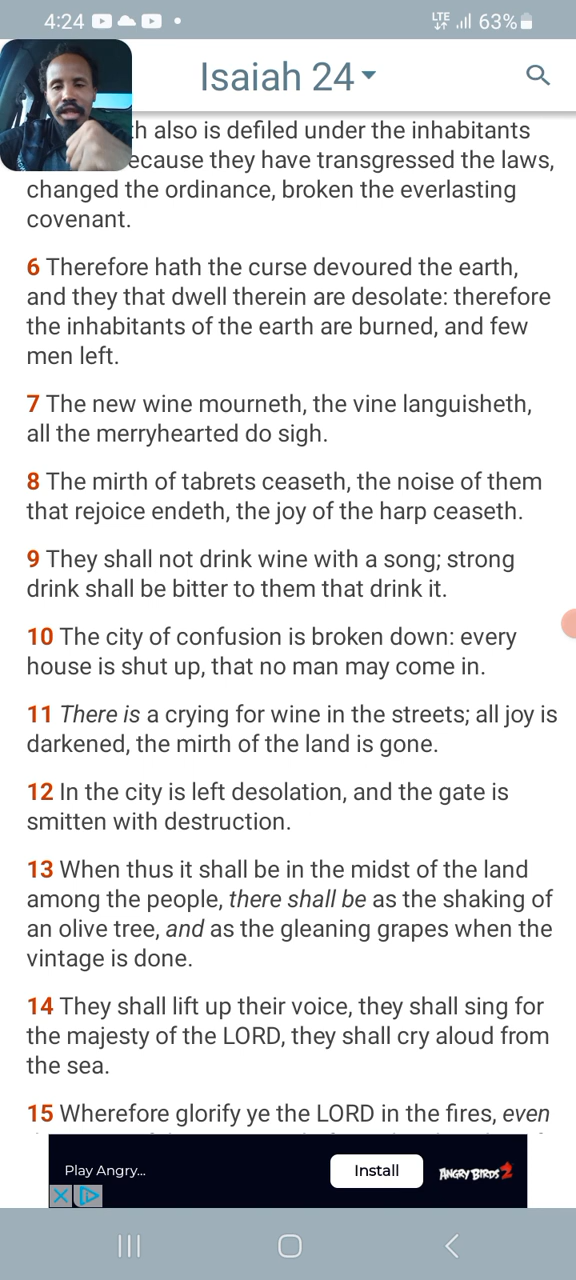 4:24
LTE 63%
Isaiah 24
th also is defiled under the inhabitants
ecause they have transgressed the laws,
changed the ordinance, broken the everlasting
covenant.
6 Therefore hath the curse devoured the earth,
and they that dwell therein are desolate: therefore
the inhabitants of the earth are burned, and few
men left.
7 The new wine mourneth, the vine languisheth,
all the merryhearted do sigh.
8 The mirth of tabrets ceaseth, the noise of them
that rejoice endeth, the joy of the harp ceaseth.
9 They shall not drink wine with a song; strong
drink shall be bitter to them that drink it.
10 The city of confusion is broken down: every
house is shut up, that no man may come in.
11 There is a crying for wine in the streets; all joy is
darkened, the mirth of the land is gone.
12 In the city is left desolation, and the gate is
smitten with destruction.
13 When thus it shall be in the midst of the land
among the people, there shall be as the shaking of
an olive tree, and as the gleaning grapes when the
vintage is done.
14 They shall lift up their voice, they shall sing for
the majesty of the LORD, they shall cry aloud from
the sea.
15 Wherefore glorify ye the LORD in the fires, even
Play Angry...
Install
ANGRY BIRDS 2